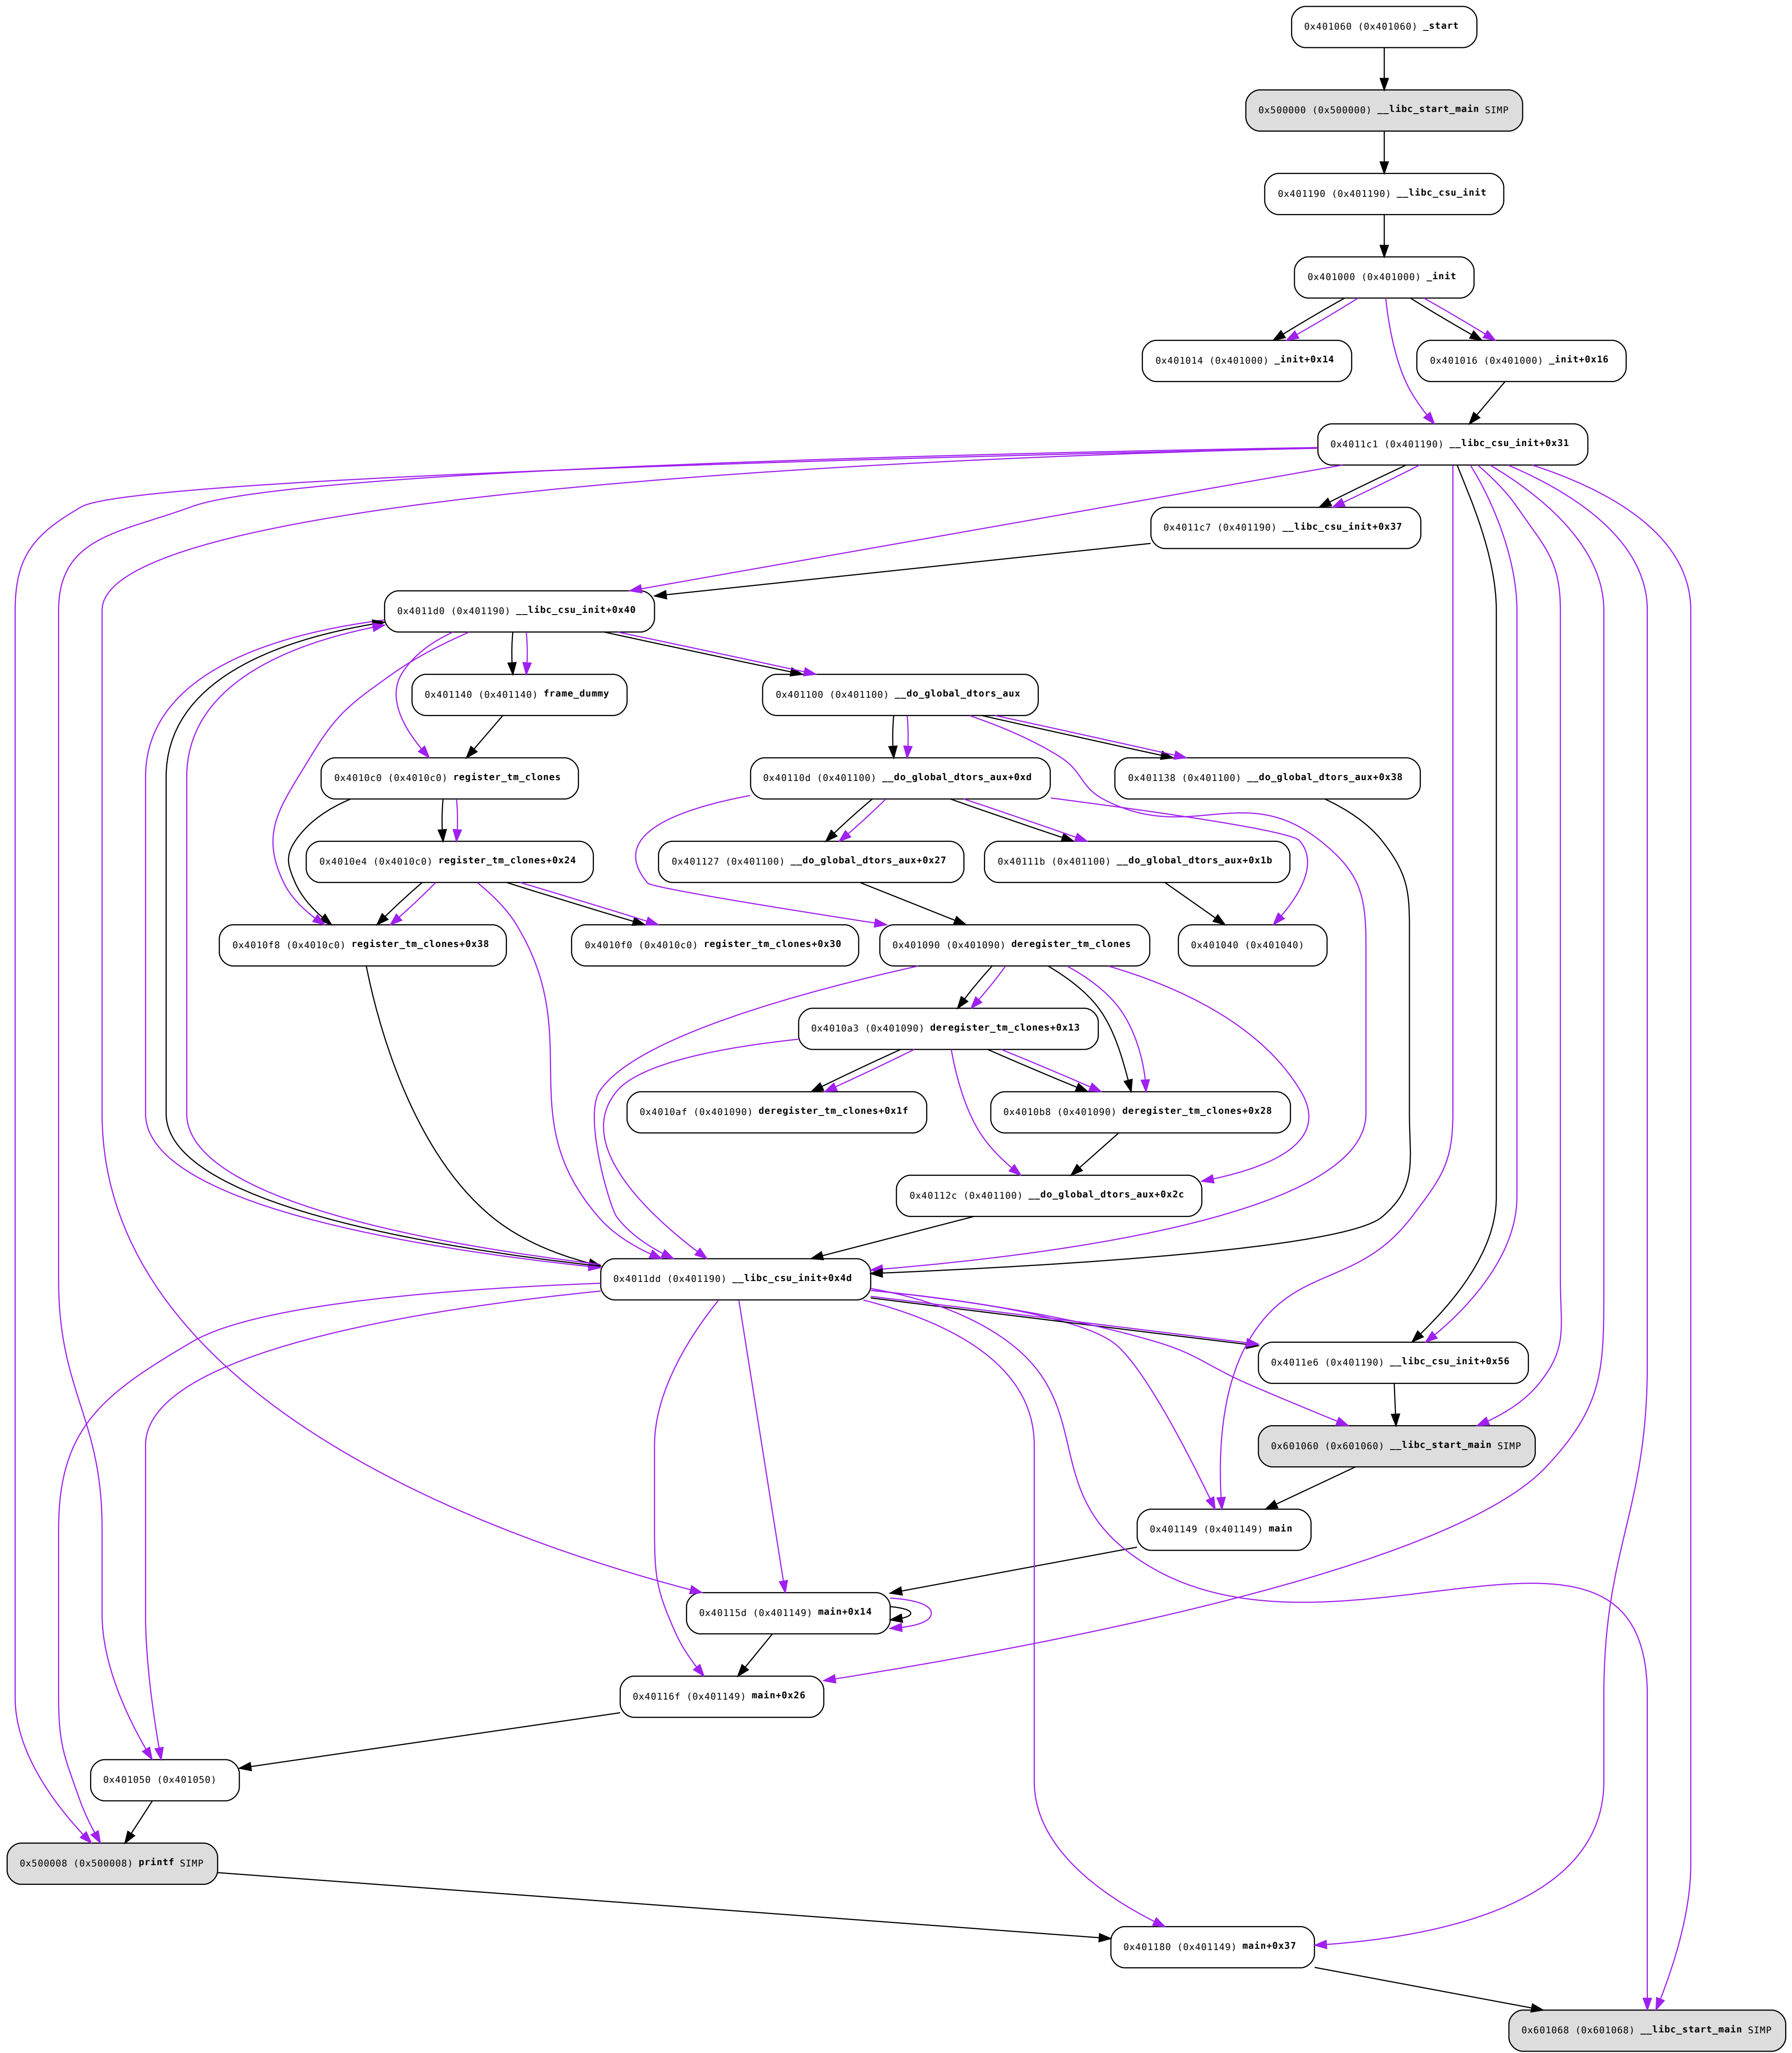 0x401060 (0x401060) _start
0x500000 (0x500000) __libc_start_main SIMP
0x401190 (0x401190) __libc_csu_init
0x401000 (0x401000) _init
0x401014 (0x401000) _init+0x14
0x401016 (0x401000) _init+0x16
0x4011c1 (0x401190) __libc_csu_init+0x31
0x4011c7 (0x401190) __libc_csu_init+0x37
0x4011d0 (0x401190) __libc_csu_init+0x40
0x401140 (0x401140) frame_dummy
0x401100 (0x401100) __do_global_dtors_aux
0x4010c0 (0x4010c0) register_tm_clones
0x40110d (0x401100) __do_global_dtors_aux+0xd
0x401138 (0x401100) __do_global_dtors_aux+0x38
0x4010e4 (0x4010c0) register_tm_clones+0x24
0x401127 (0x401100) __do_global_dtors_aux+0x27
0x40111b (0x401100) __do_global_dtors_aux+0x1b
0x4010f8 (0x4010c0) register_tm_clones+0x38
0x4010f0 (0x4010c0) register_tm_clones+0x30
0x401090 (0x401090) deregister_tm_clones
0x401040 (0x401040)
0x4010a3 (0x401090) deregister_tm_clones+0x13
0x4010af (0x401090) deregister_tm_clones+0x1f
0x4010b8 (0x401090) deregister_tm_clones+0x28
0x40112c (0x401100) __do_global_dtors_aux+0x2c
0x4011dd (0x401190) __libc_csu_init+0x4d
0x4011e6 (0x401190) __libc_csu_init+0x56
0x601060 (0x601060) __libc_start_main SIMP
0x401149 (0x401149) main
0x40115d (0x401149) main+0x14
0x40116f (0x401149) main+0x26
0x401050 (0x401050)
0x500008 (0x500008) printf SIMP
0x401180 (0x401149) main+0x37
0x601068 (0x601068) __libc_start_main SIMP